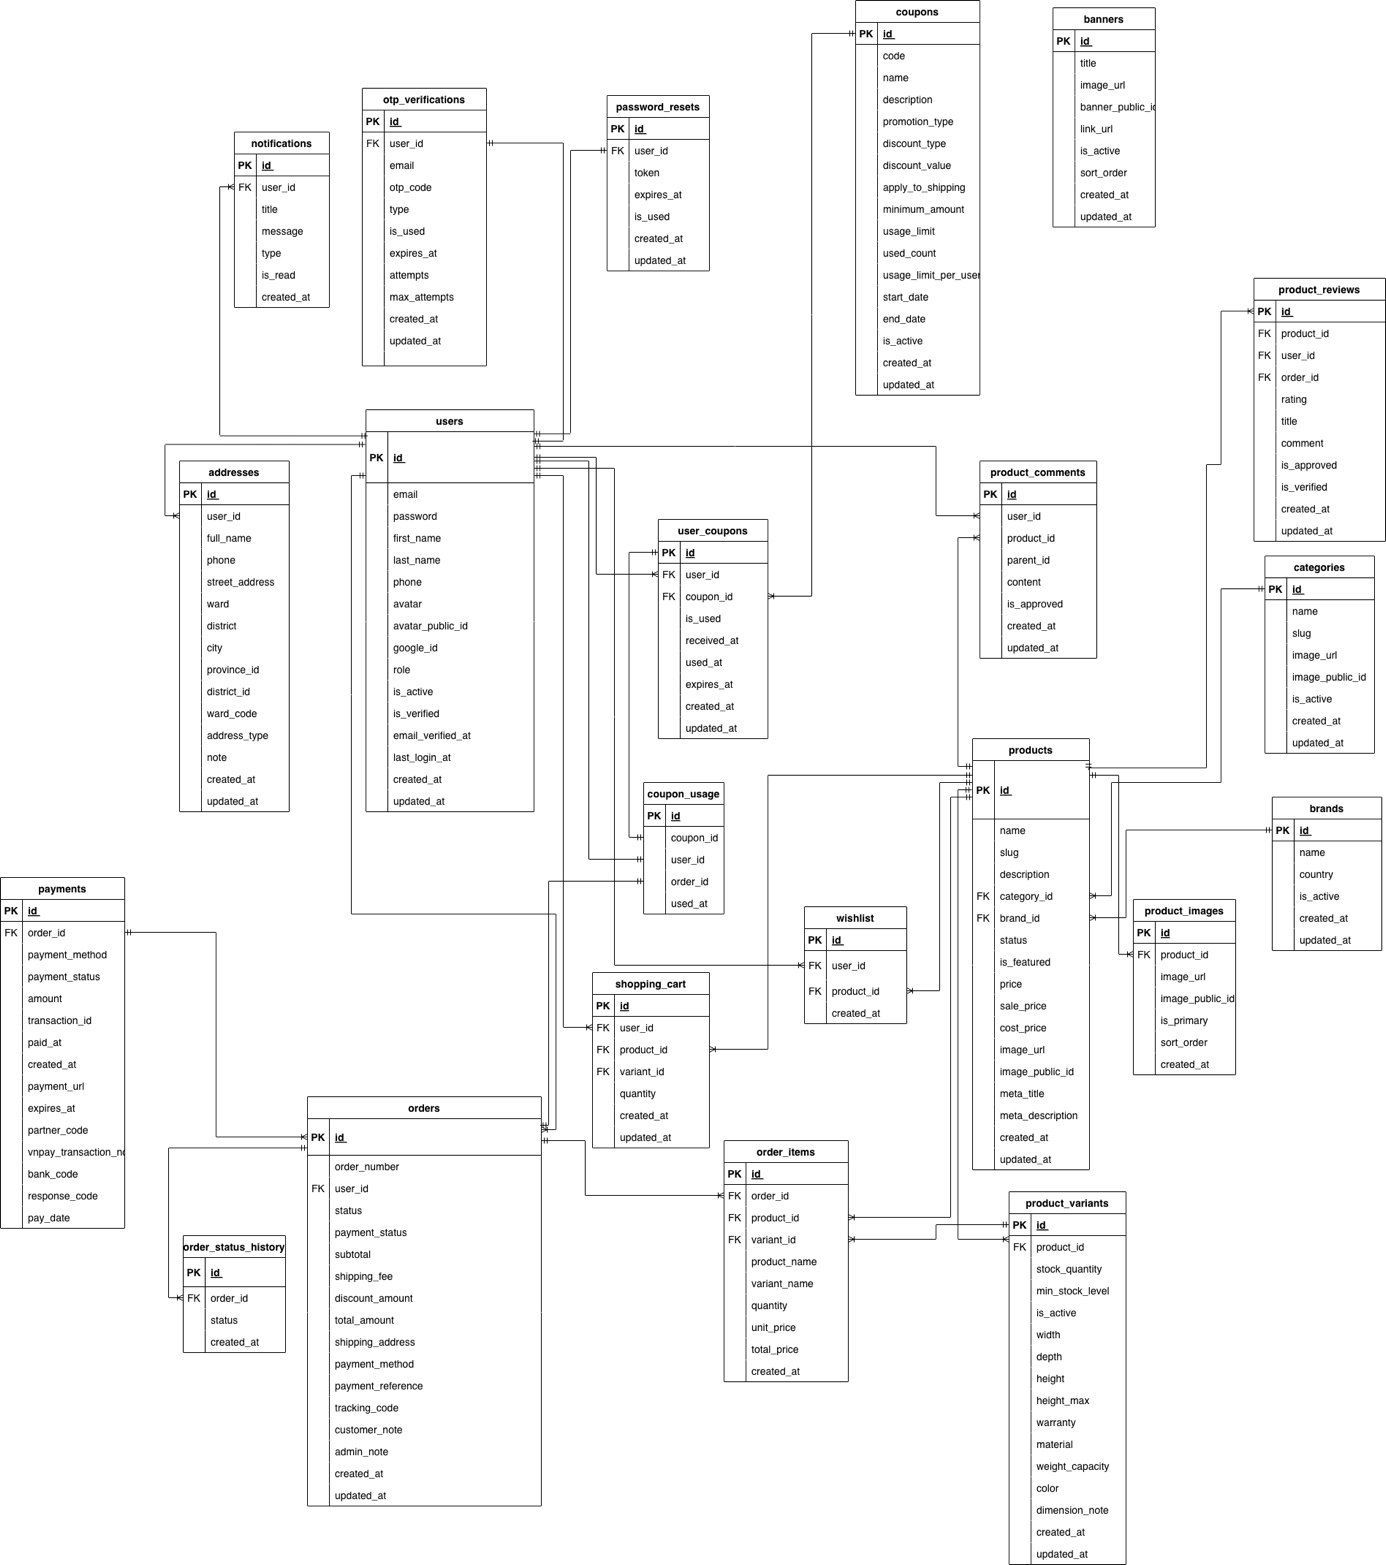 coupons
PK id
code
name
description
promotion_type
discount_type
discount_value
apply_to_shipping
minimum_amount
usage_limit
used_count
usage_limit_per_user
start_date
end_date
is_active
created_at
updated_at
banners
PK id
title
image_url
banner_public_id
link_url
is_active
sort_order
created_at
updated_at
otp_verifications
PK id
FK user_id
email
otp_code
type
is_used
expires_at
attempts
max_attempts
created_at
updated_at
password_resets
PK id
FK user_id
token
expires_at
is_used
created_at
updated_at
notifications
PK id
FK user_id
title
message
type
is_read
created_at
product_reviews
PK id
FK product_id
FK user_id
FK order_id
rating
title
comment
is_approved
is_verified
created_at
updated_at
users
PK id
email
password
first_name
last_name
phone
avatar
avatar_public_id
google_id
role
is_active
is_verified
email_verified_at
last_login_at
created_at
updated_at
addresses
PK id
user_id
full_name
phone
street_address
ward
district
city
province_id
district_id
ward_code
address_type
note
created_at
updated_at
product_comments
PK id
user_id
product_id
parent_id
content
is_approved
created_at
updated_at
user_coupons
PK id
FK user_id
FK coupon_id
is_used
received_at
used_at
expires_at
created_at
updated_at
categories
PK id
name
slug
image_url
image_public_id
is_active
created_at
updated_at
products
PK id
name
slug
description
FK category_id
FK brand_id
status
is_featured
price
sale_price
cost_price
image_url
image_public_id
meta_title
meta_description
created_at
updated_at
coupon_usage
PK id
coupon_id
user_id
order_id
used_at
brands
PK id
name
country
is_active
created_at
updated_at
payments
PK id
FK order_id
payment_method
payment_status
amount
transaction_id
paid_at
created_at
payment_url
expires_at
partner_code
vnpay_transaction_no
bank_code
response_code
pay_date
product_images
PK id
FK product_id
image_url
image_public_id
is_primary
sort_order
created_at
wishlist
PK id
FK user_id
FK product_id
created_at
shopping_cart
PK id
FK user_id
FK product_id
FK variant_id
quantity
created_at
updated_at
orders
PK id
order_number
FK user_id
status
payment_status
subtotal
shipping_fee
discount_amount
total_amount
shipping_address
payment_method
payment_reference
tracking_code
customer_note
admin_note
created_at
updated_at
order_items
PK id
FK order_id
FK product_id
FK variant_id
product_name
variant_name
quantity
unit_price
total_price
created_at
product_variants
PK id
FK product_id
stock_quantity
min_stock_level
is_active
width
depth
height
height_max
warranty
material
weight_capacity
color
dimension_note
created_at
updated_at
order_status_history
PK id
FK order_id
status
created_at